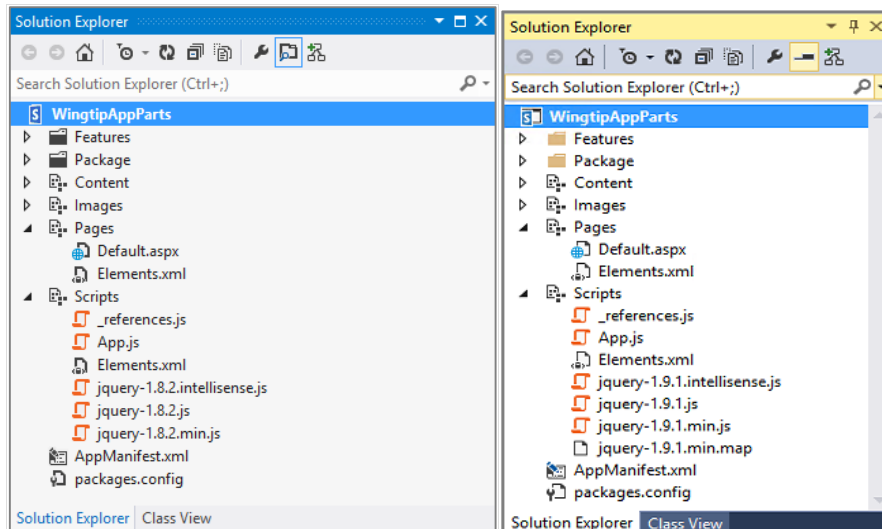 Solution Explorer
Search Solution Explorer (Ctrl+;)
WingtipAppParts
Features
Package
Content
Images
Pages
Default.aspx
Elements.xml
Scripts
_references.js
App.js
Elements.xml
jquery-1.8.2.intellisense.js
jquery-1.8.2.js
jquery-1.8.2.min.js
AppManifest.xml
packages.config
Solution Explorer Class View
Solution Explorer
Search Solution Explorer (Ctrl+;)
WingtipAppParts
Features
Package
Content
Images
Pages
Default.aspx
Elements.xml
Scripts
_references.js
App.js
Elements.xml
jquery-1.9.1.intellisense.js
jquery-1.9.1.js
jquery-1.9.1.min.js
jquery-1.9.1.min.map
AppManifest.xml
packages.config
Solution Explorer Class View